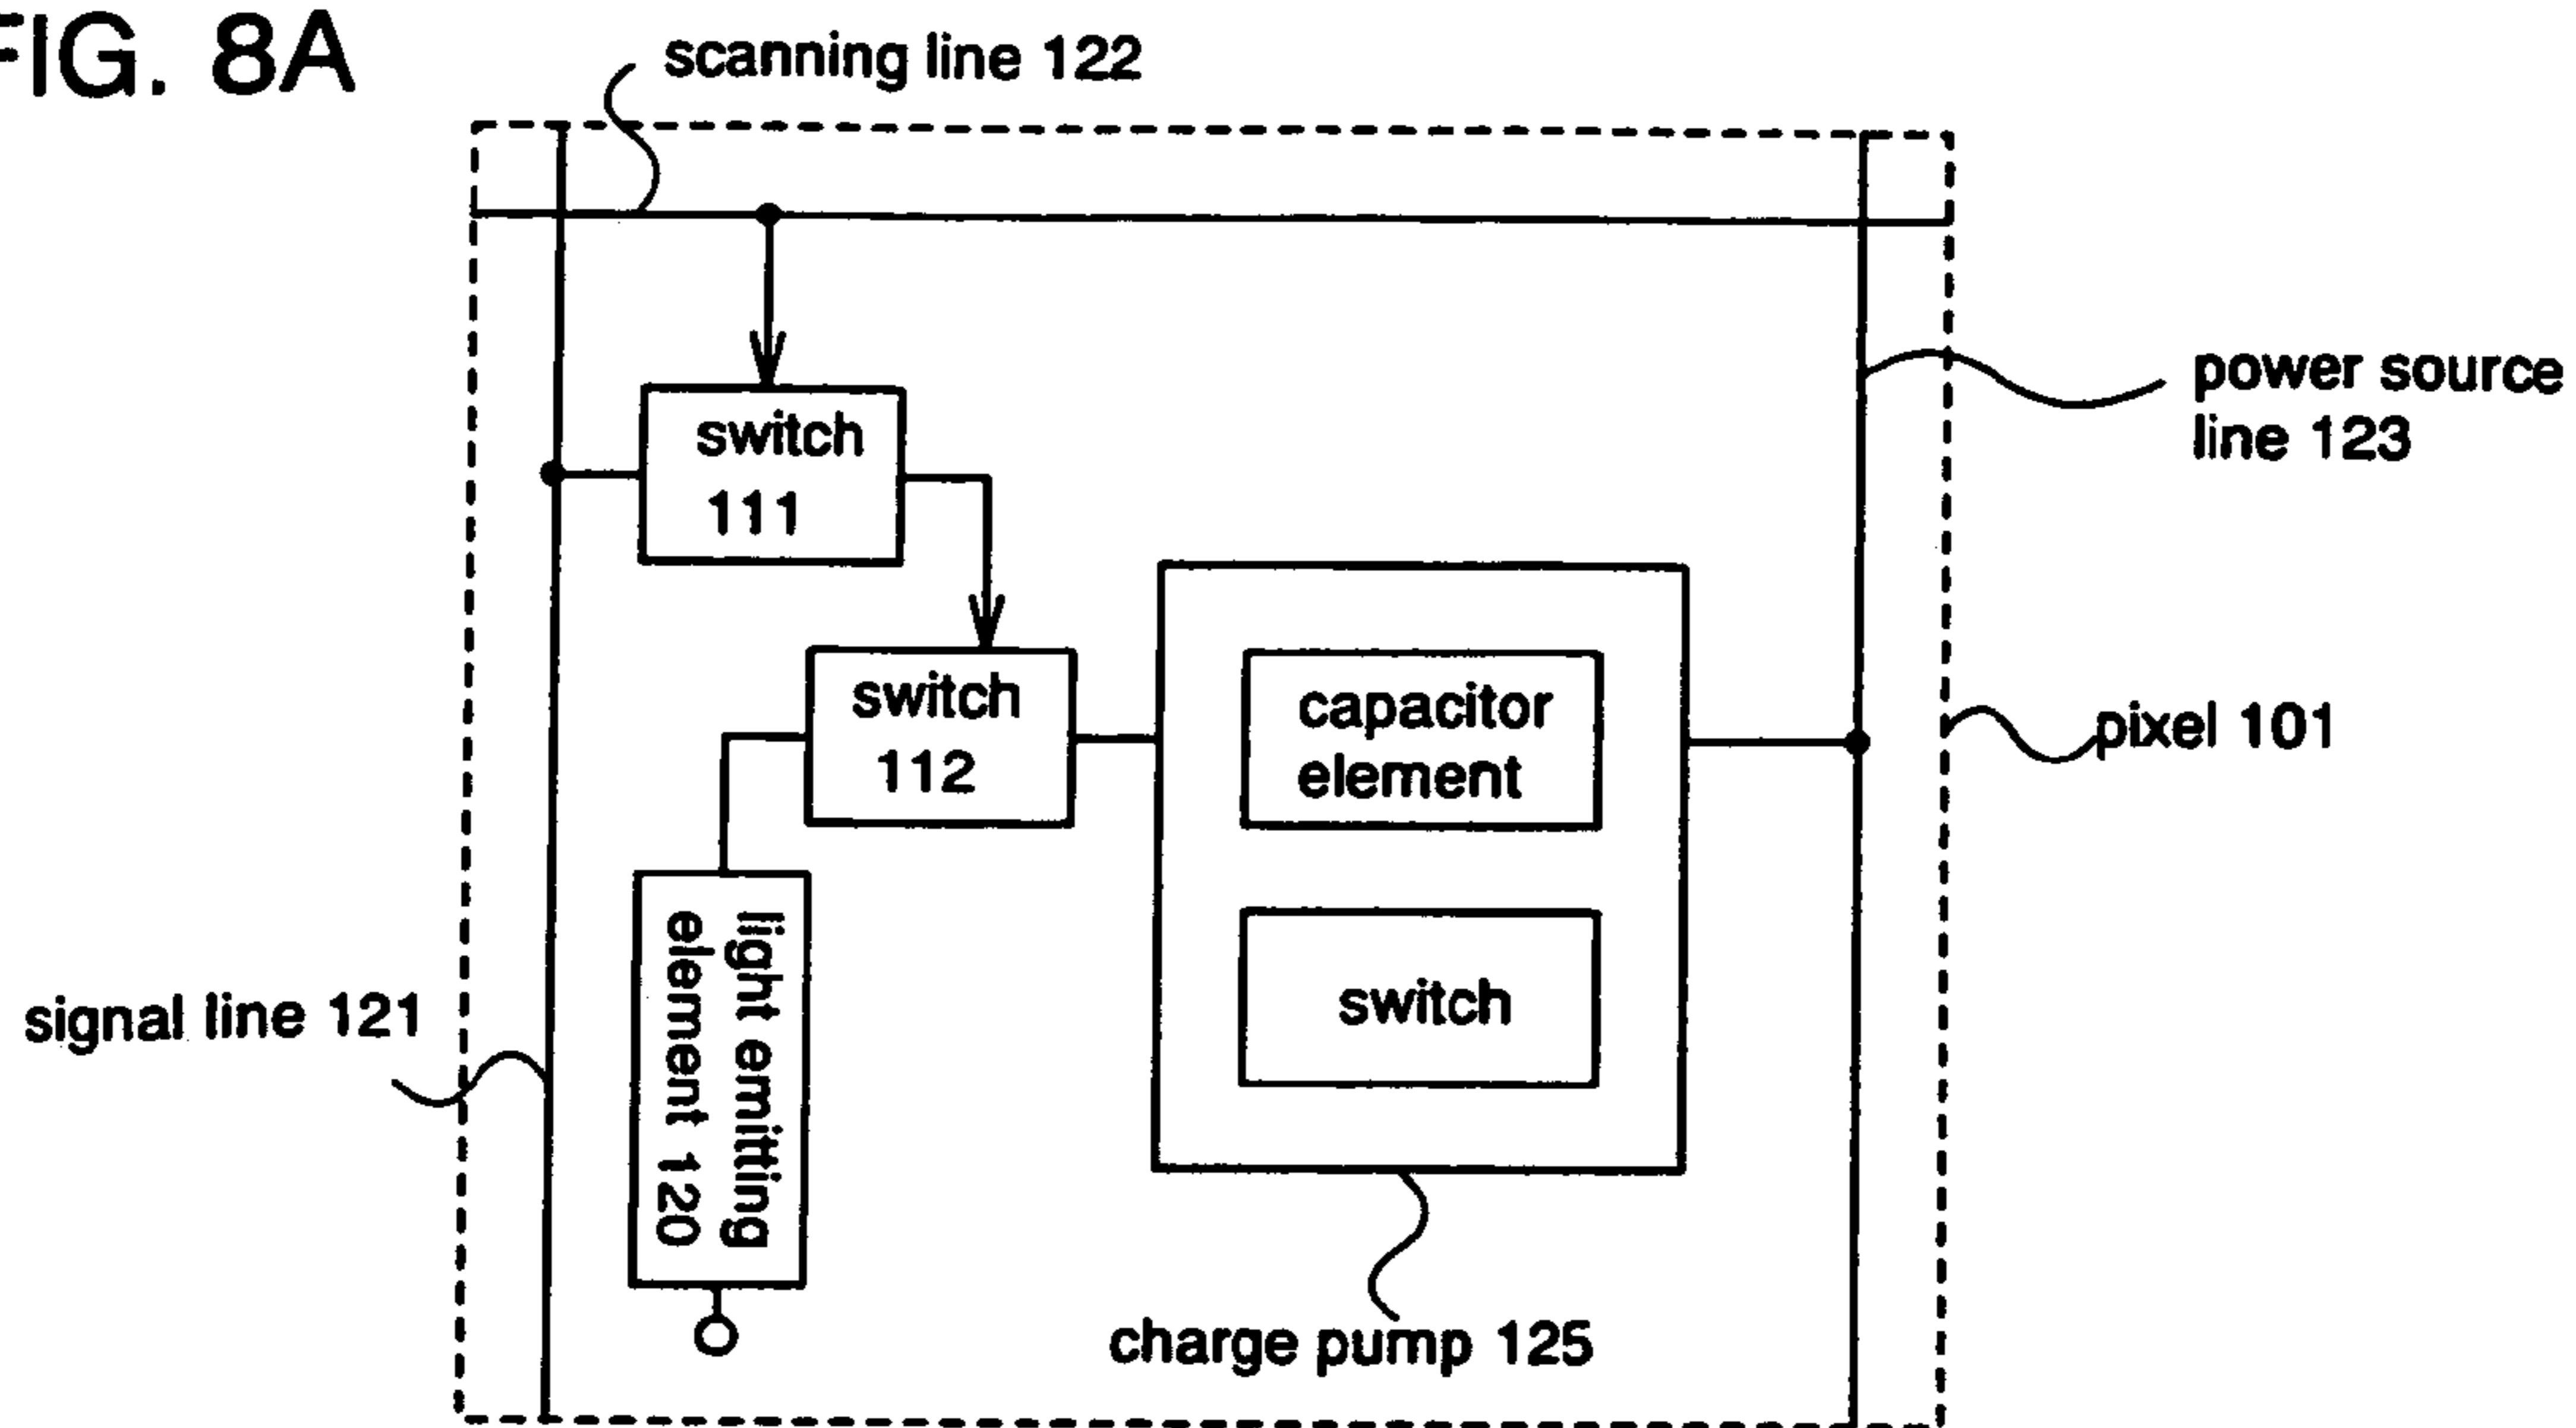 FIG. 8A
scanning line 122
switch
111
power source
line 123
switch
112
capacitor
element
pixel 101
light emitting
element 120
switch
signal line 121
charge pump 125